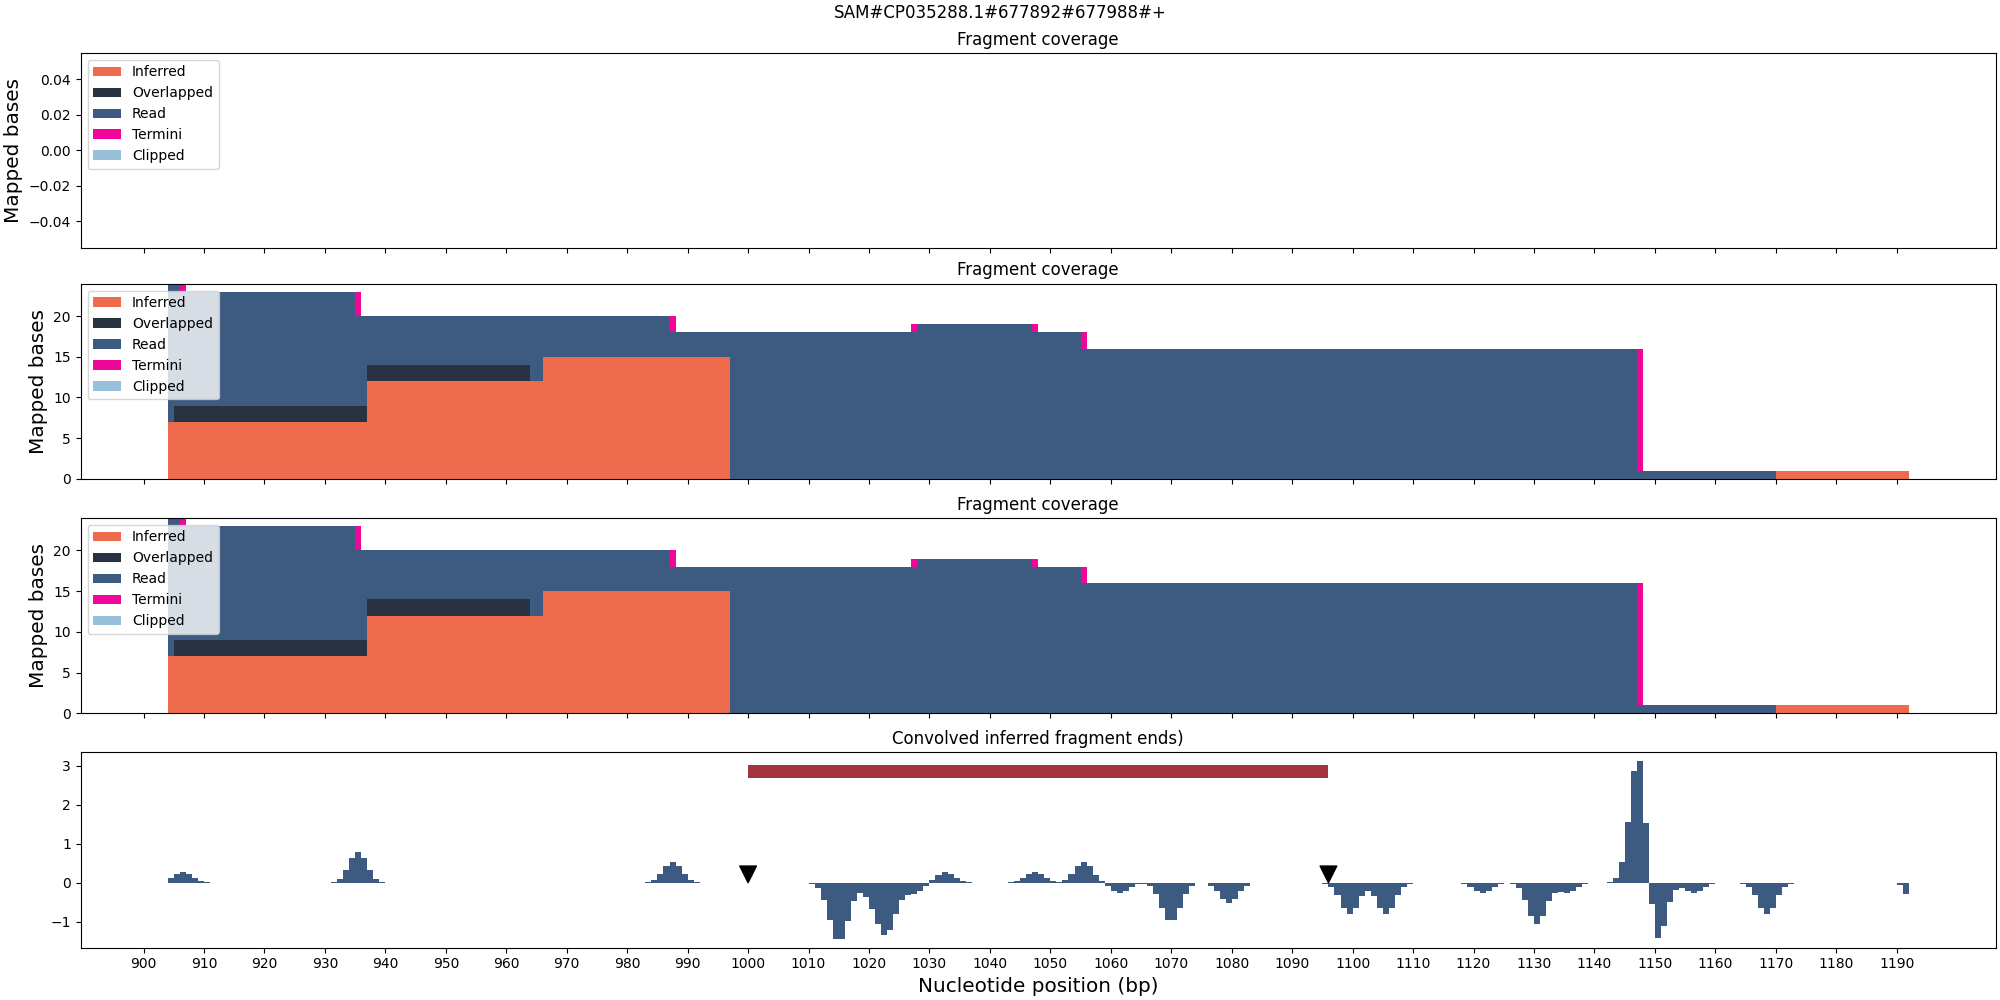 SAM#CP035288.1#677892#677988#+
Fragment coverage
Mapped bases
0.04
0.02
0.00
−0.02
−0.04
Inferred
Overlapped
Read
Termini
Clipped
Fragment coverage
Mapped bases
20
15
10
5
0
Inferred
Overlapped
Read
Termini
Clipped
Fragment coverage
Mapped bases
20
15
10
5
0
Inferred
Overlapped
Read
Termini
Clipped
Convolved inferred fragment ends)
3
2
1
0
−1
900 910 920 930 940 950 960 970 980 990 1000 1010 1020 1030 1040 1050 1060 1070 1080 1090 1100 1110 1120 1130 1140 1150 1160 1170 1180 1190
Nucleotide position (bp)